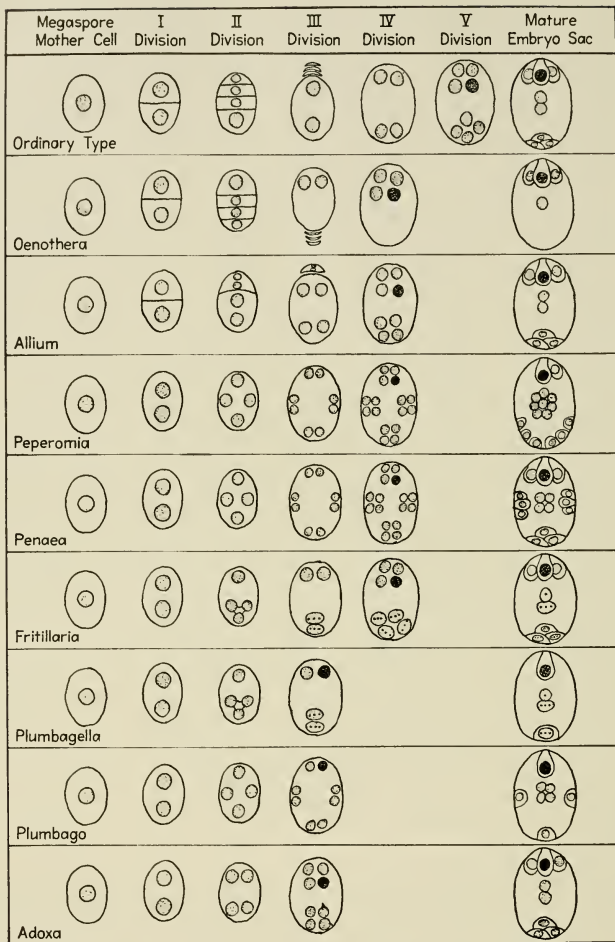 Megaspore Mother Cell
I Division
II Division
III Division
IV Division
V Division
Mature Embryo Sac
Ordinary Type
Oenothera
Allium
Peperomia
Penaea
Fritillaria
Plumbagella
Plumbago
Adoxa